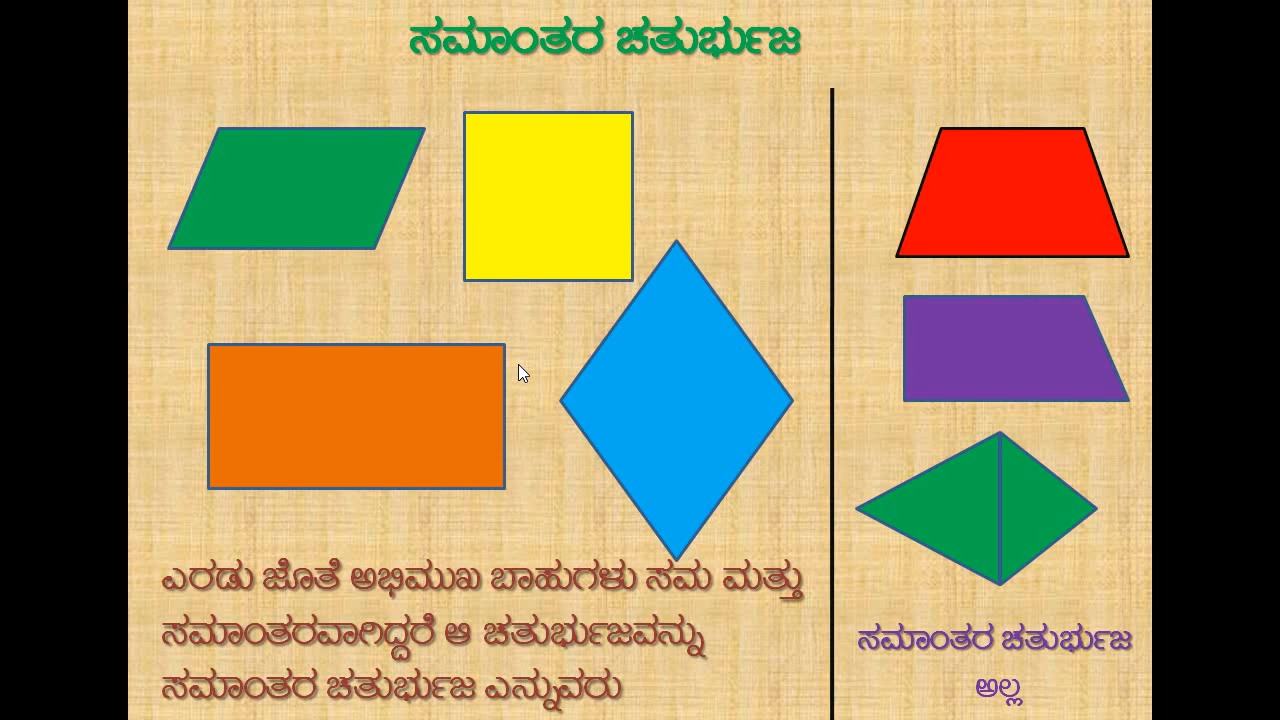 ಸಮಾಂತರ ಚತುರ್ಭುಜ
ಎರಡು ಜೊತೆ ಅಭಿಮುಖ ಬಾಹುಗಳು ಸಮ ಮತ್ತು
ಸಮಾಂತರವಾಗಿದ್ದರೆ ಆ ಚತುರ್ಭುಜವನ್ನು
ಸಮಾಂತರ ಚತುರ್ಭುಜ ಎನ್ನುವರು
ಸಮಾಂತರ ಚತುರ್ಭುಜ
ಅಲ್ಲ